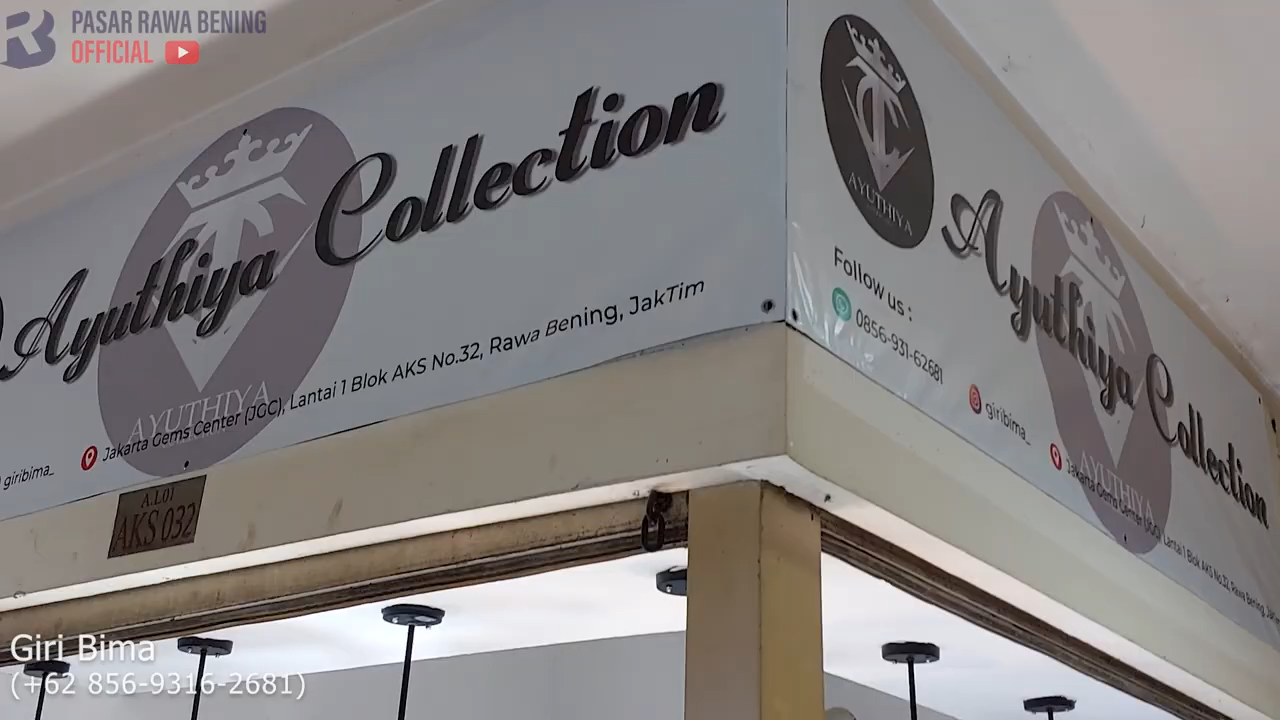 PASAR RAWA BENING
OFFICIAL
Ayuthiya Collection
AYUTHIYA
giribima_
Jakarta Gems Center (JGC), Lantai 1 Blok AKS No.32, Rawa Bening, JakTim
A.L01
AKS 032
AYUTHIYA
Ayuthiya Collection
Follow us :
0856-931-62681
giribima_
AYUTHIYA
Jakarta Gems Center (JGC), Lantai 1 Blok AKS No.32, Rawa Bening,
Giri Bima
(+62 856-9316-2681)